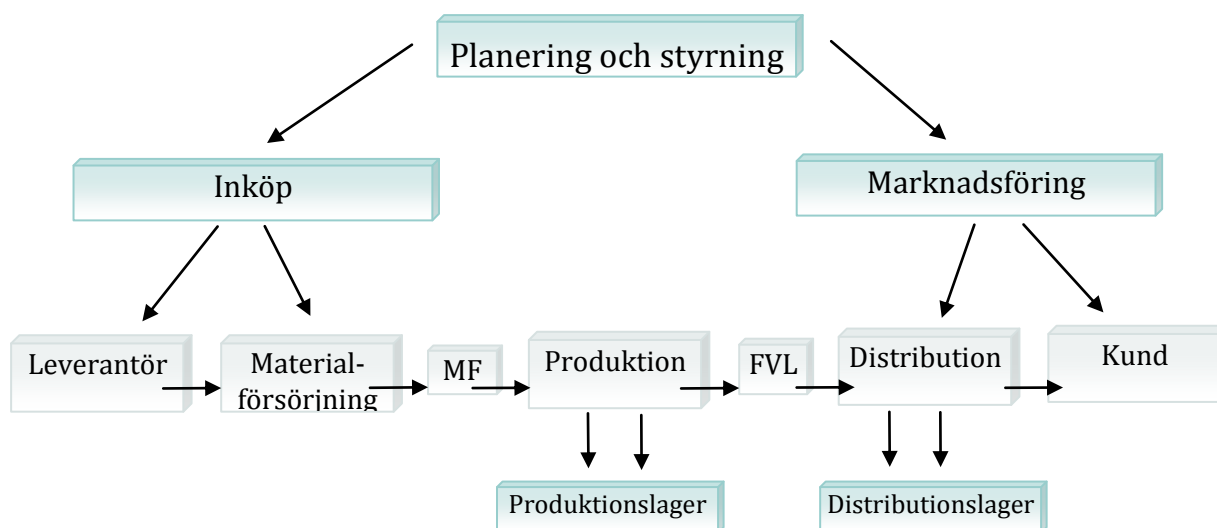 Planering och styrning
Inköp
Marknadsföring
Leverantör
Material-
försörjning
MF
Produktion
FVL
Distribution
Kund
Produktionslager
Distributionslager